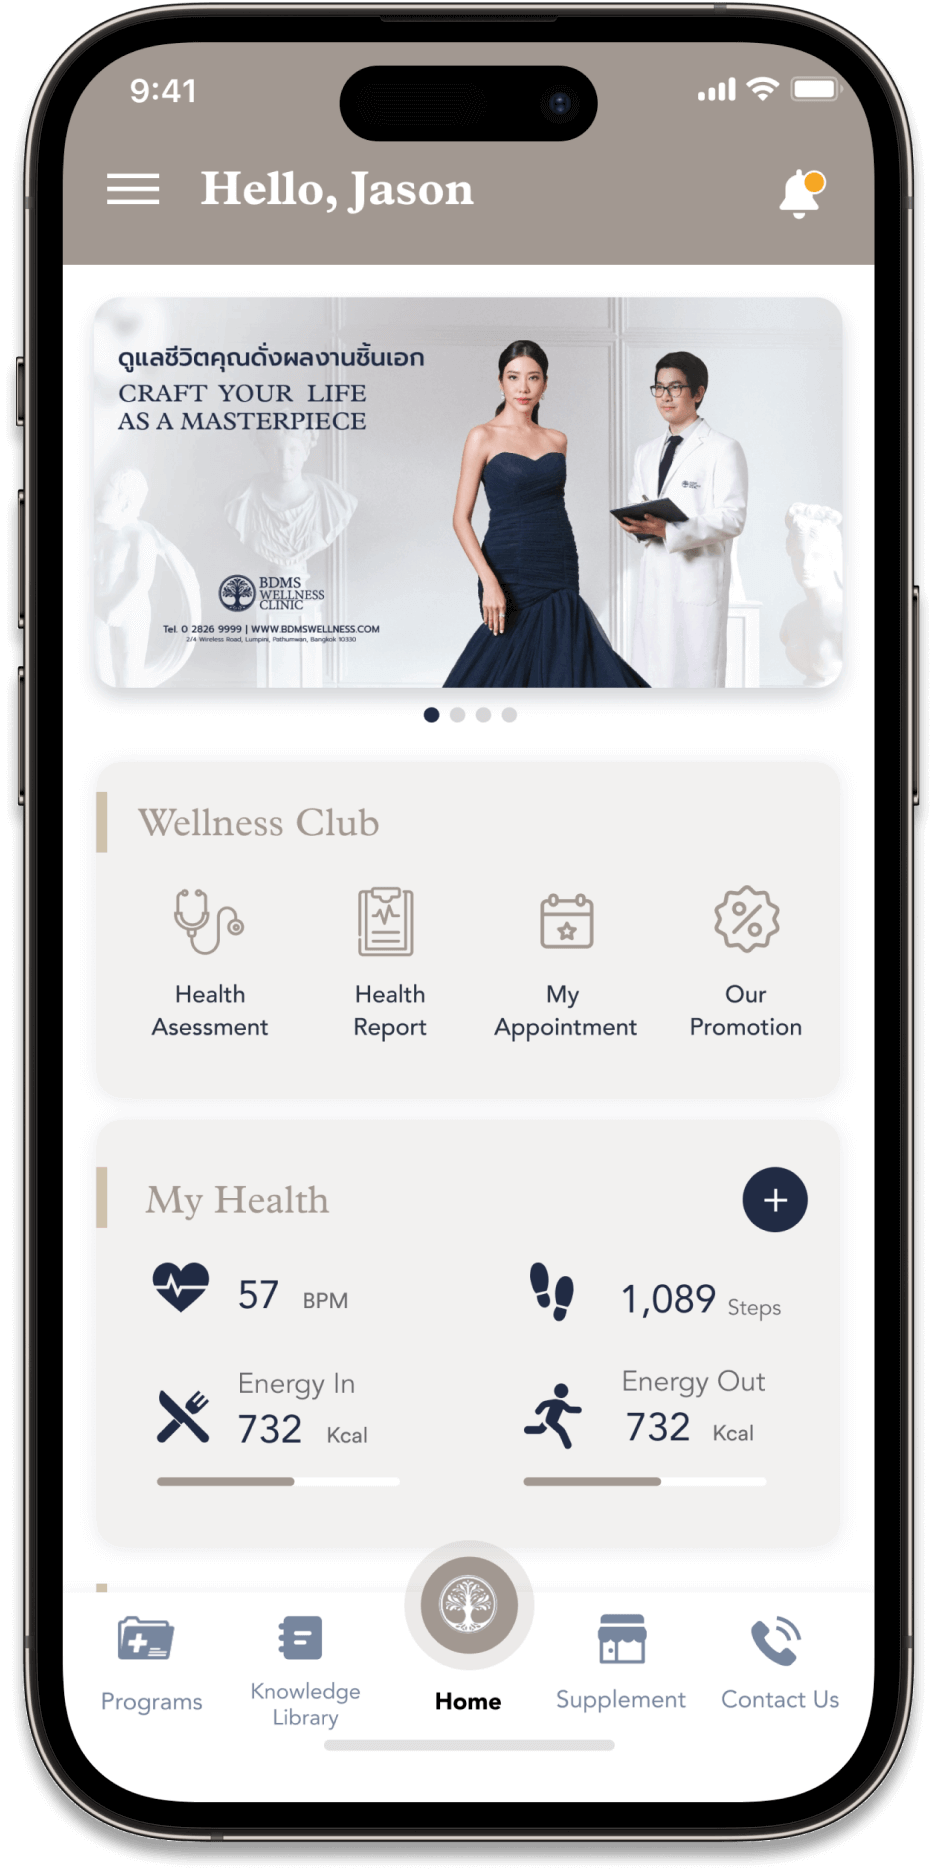 9:41
Hello, Jason
ดูแลชีวิตคุณดั่งผลงานชิ้นเอก
CRAFT YOUR LIFE
AS A MASTERPIECE
BDMS
WELLNESS
CLINIC
Tel. 0 2826 9999 | WWW.BDMSWELLNESS.COM
2/4 Wireless Road, Lumpini, Pathumwan, Bangkok 10330
Wellness Club
Health
Asessment
Health
Report
My
Appointment
Our
Promotion
My Health
57 BPM
1,089 Steps
Energy In
732 Kcal
Energy Out
732 Kcal
Programs
Knowledge
Library
Home
Supplement
Contact Us